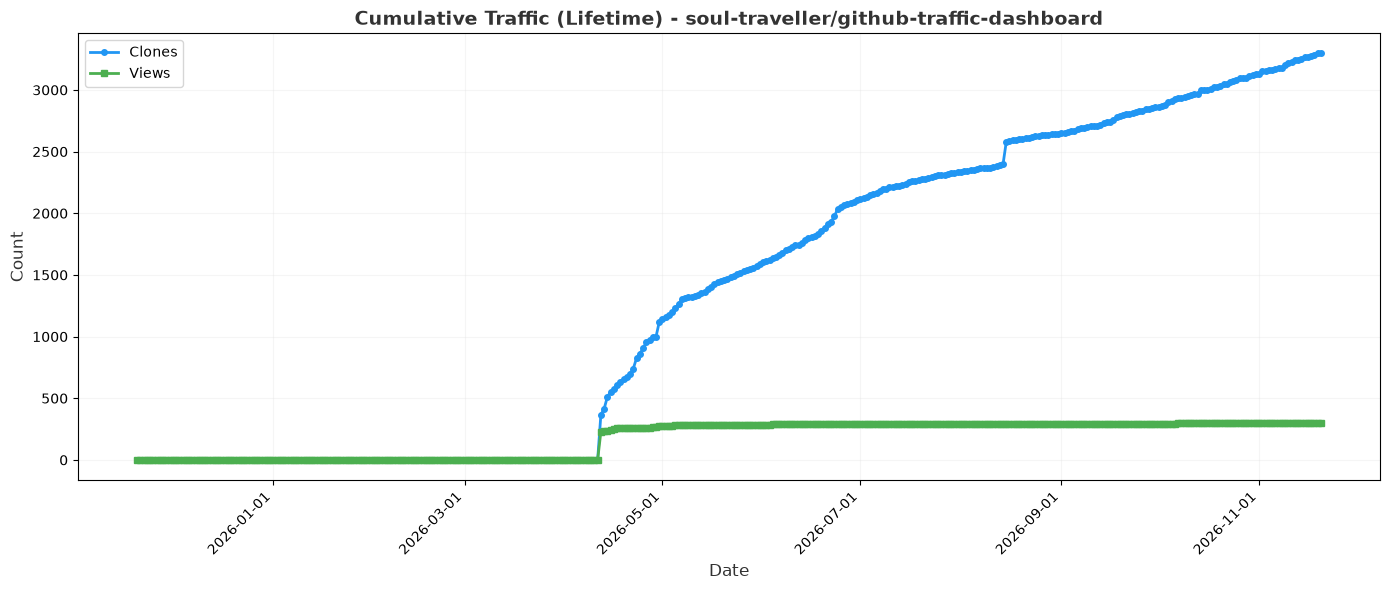 Cumulative Traffic (Lifetime) - soul-traveller/github-traffic-dashboard
Clones
Views
Count
3000
2500
2000
1500
1000
500
0
2026-01-01
2026-03-01
2026-05-01
2026-07-01
2026-09-01
2026-11-01
Date